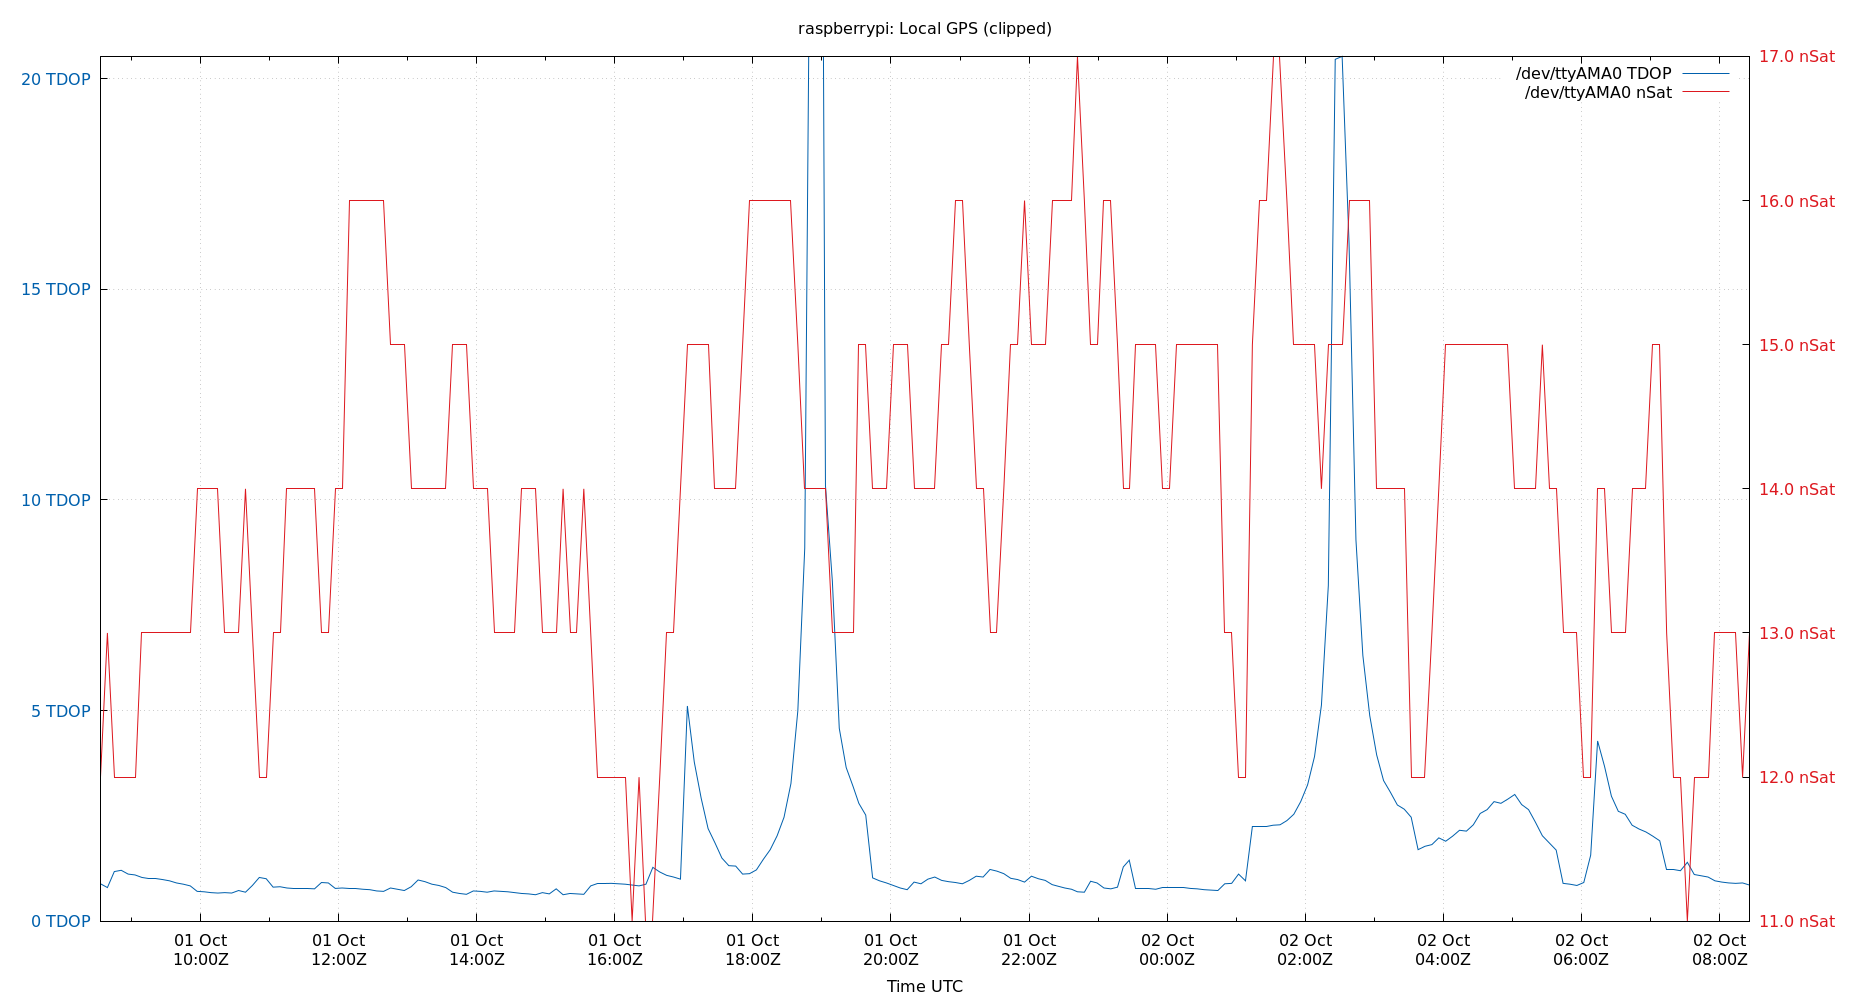 raspberrypi: Local GPS (clipped)
/dev/ttyAMA0 TDOP
/dev/ttyAMA0 nSat
20 TDOP
15 TDOP
10 TDOP
5 TDOP
0 TDOP
17.0 nSat
16.0 nSat
15.0 nSat
14.0 nSat
13.0 nSat
12.0 nSat
11.0 nSat
01 Oct 01 Oct 01 Oct 01 Oct 01 Oct 01 Oct 01 Oct 02 Oct 02 Oct 02 Oct 02 Oct 02 Oct
10:00Z 12:00Z 14:00Z 16:00Z 18:00Z 20:00Z 22:00Z 00:00Z 02:00Z 04:00Z 06:00Z 08:00Z
Time UTC